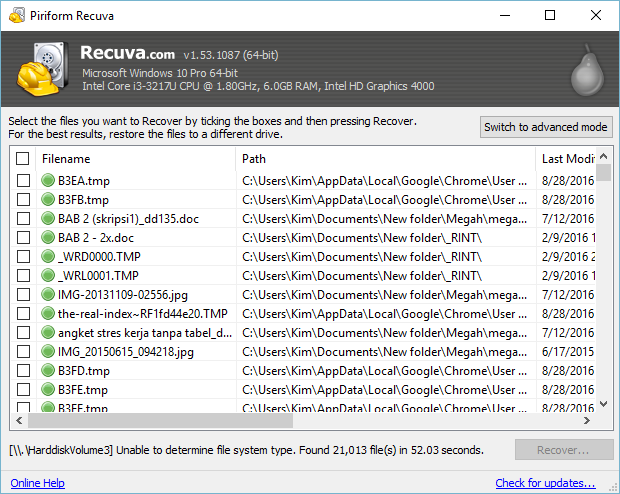 Piriform Recuva
Recuva.com v1.53.1087 (64-bit)
Microsoft Windows 10 Pro 64-bit
Intel Core i3-3217U CPU @ 1.80GHz, 6.0GB RAM, Intel HD Graphics 4000
Select the files you want to Recover by ticking the boxes and then pressing Recover.
For the best results, restore the files to a different drive.
Switch to advanced mode
Filename Path Last Modi
B3EA.tmp C:\Users\Kim\AppData\Local\Google\Chrome\User ... 8/28/2016
B3FB.tmp C:\Users\Kim\AppData\Local\Google\Chrome\User ... 8/28/2016
BAB 2 (skripsi1)_dd135.doc C:\Users\Kim\Documents\New folder\Megah\mega... 7/12/2016
BAB 2 - 2x.doc C:\Users\Kim\Documents\New folder\_RINT\ 2/9/2016 1
_WRD0000.TMP C:\Users\Kim\Documents\New folder\_RINT\ 2/9/2016 1
_WRL0001.TMP C:\Users\Kim\Documents\New folder\_RINT\ 2/9/2016 1
IMG-20131109-02556.jpg C:\Users\Kim\Documents\New folder\Megah\mega... 7/12/2016
the-real-index~RF1fd44e20.TMP C:\Users\Kim\AppData\Local\Google\Chrome\User ... 8/28/2016
angket stres kerja tanpa tabel_d... C:\Users\Kim\Documents\New folder\Megah\mega... 7/12/2016
IMG_20150615_094218.jpg C:\Users\Kim\Documents\New folder\Megah\mega... 6/17/2015
B3FD.tmp C:\Users\Kim\AppData\Local\Google\Chrome\User ... 8/28/2016
B3FE.tmp C:\Users\Kim\AppData\Local\Google\Chrome\User ... 8/28/2016
B3FF.tmp C:\Users\Kim\AppData\Local\Google\Chrome\User ... 8/28/2016
[\\.\HarddiskVolume3] Unable to determine file system type. Found 21,013 file(s) in 52.03 seconds.
Recover...
Online Help
Check for updates...